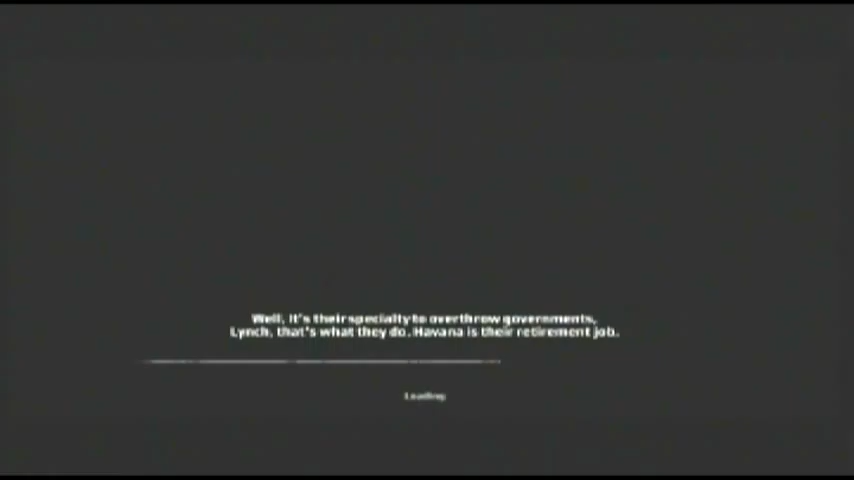 Well, it's their specialty to overthrow governments,
Lynch, that's what they do. Havana is their retirement job.
Loading